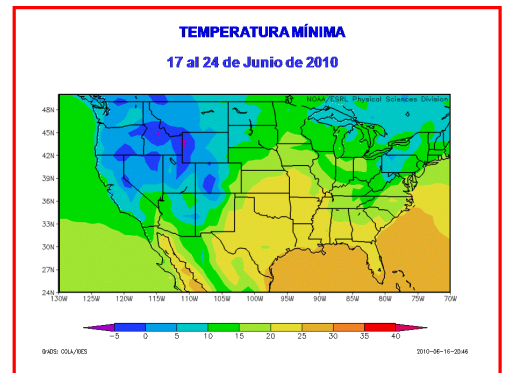 TEMPERATURA MÍNIMA
17 al 24 de Junio de 2010
NOAA/ESRL Physical Sciences Division
48N
45N
42N
39N
36N
33N
30N
27N
24N
130W 125W 120W 115W 110W 105W 100W 95W 90W 85W 80W 75W 70W
-5 0 5 10 15 20 25 30 35 40
GrADS: COLA/IGES
2010-06-16-20:46